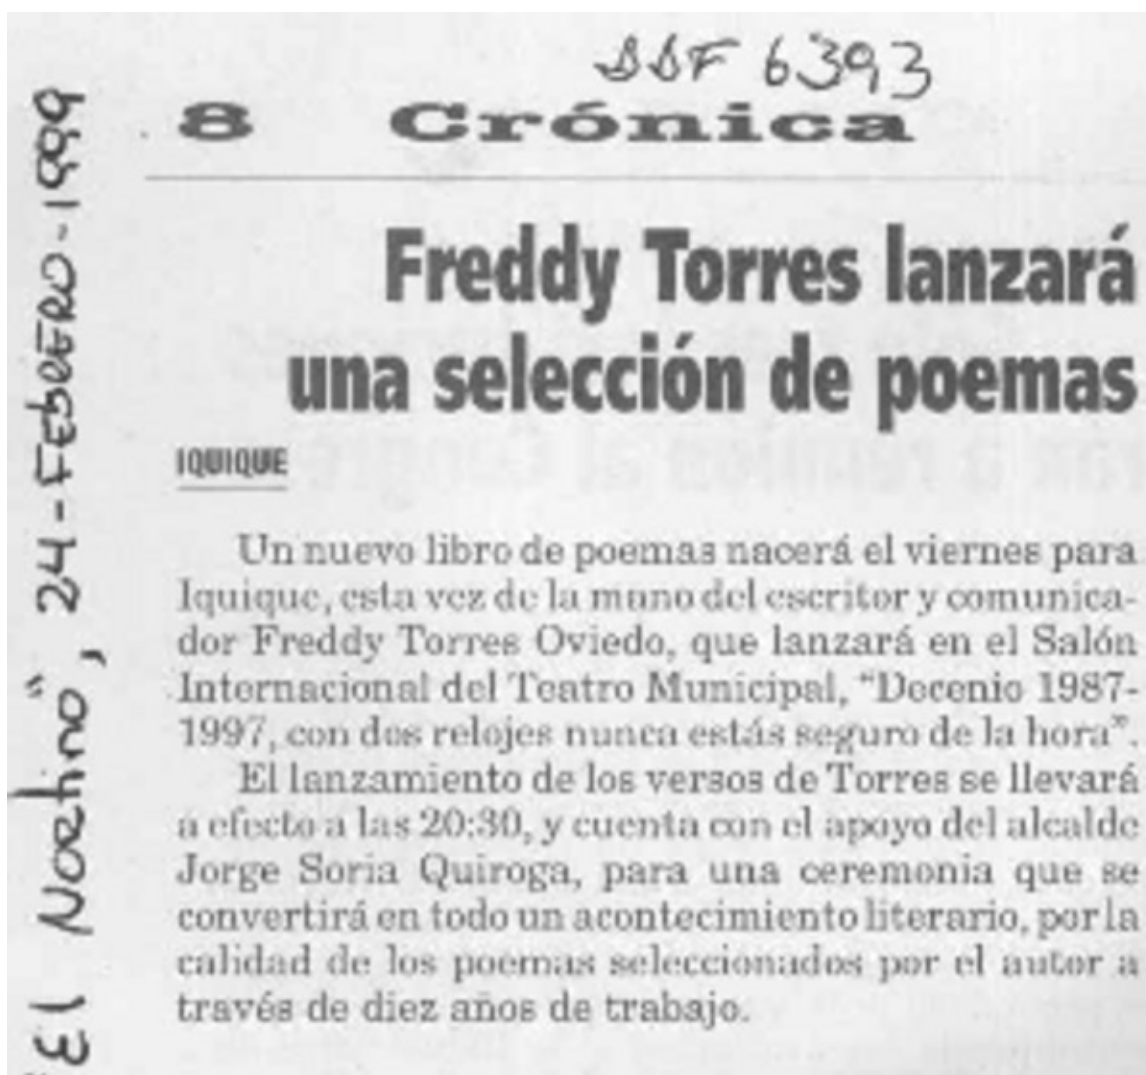 BBF 6393
8 Crónica
Freddy Torres lanzará
una selección de poemas
IQUIQUE
Un nuevo libro de poemas nacerá el viernes para
Iquique, esta vez de la mano del escritor y comunica-
dor Freddy Torres Oviedo, que lanzará en el Salón
Internacional del Teatro Municipal, “Decenio 1987-
1997, con dos relojes nunca estás seguro de la hora”.
El lanzamiento de los versos de Torres se llevará
a efecto a las 20:30, y cuenta con el apoyo del alcalde
Jorge Soria Quiroga, para una ceremonia que se
convertirá en todo un acontecimiento literario, por la
calidad de los poemas seleccionados por el autor a
través de diez años de trabajo.
"El Nortino", 24-FEBRERO-1999